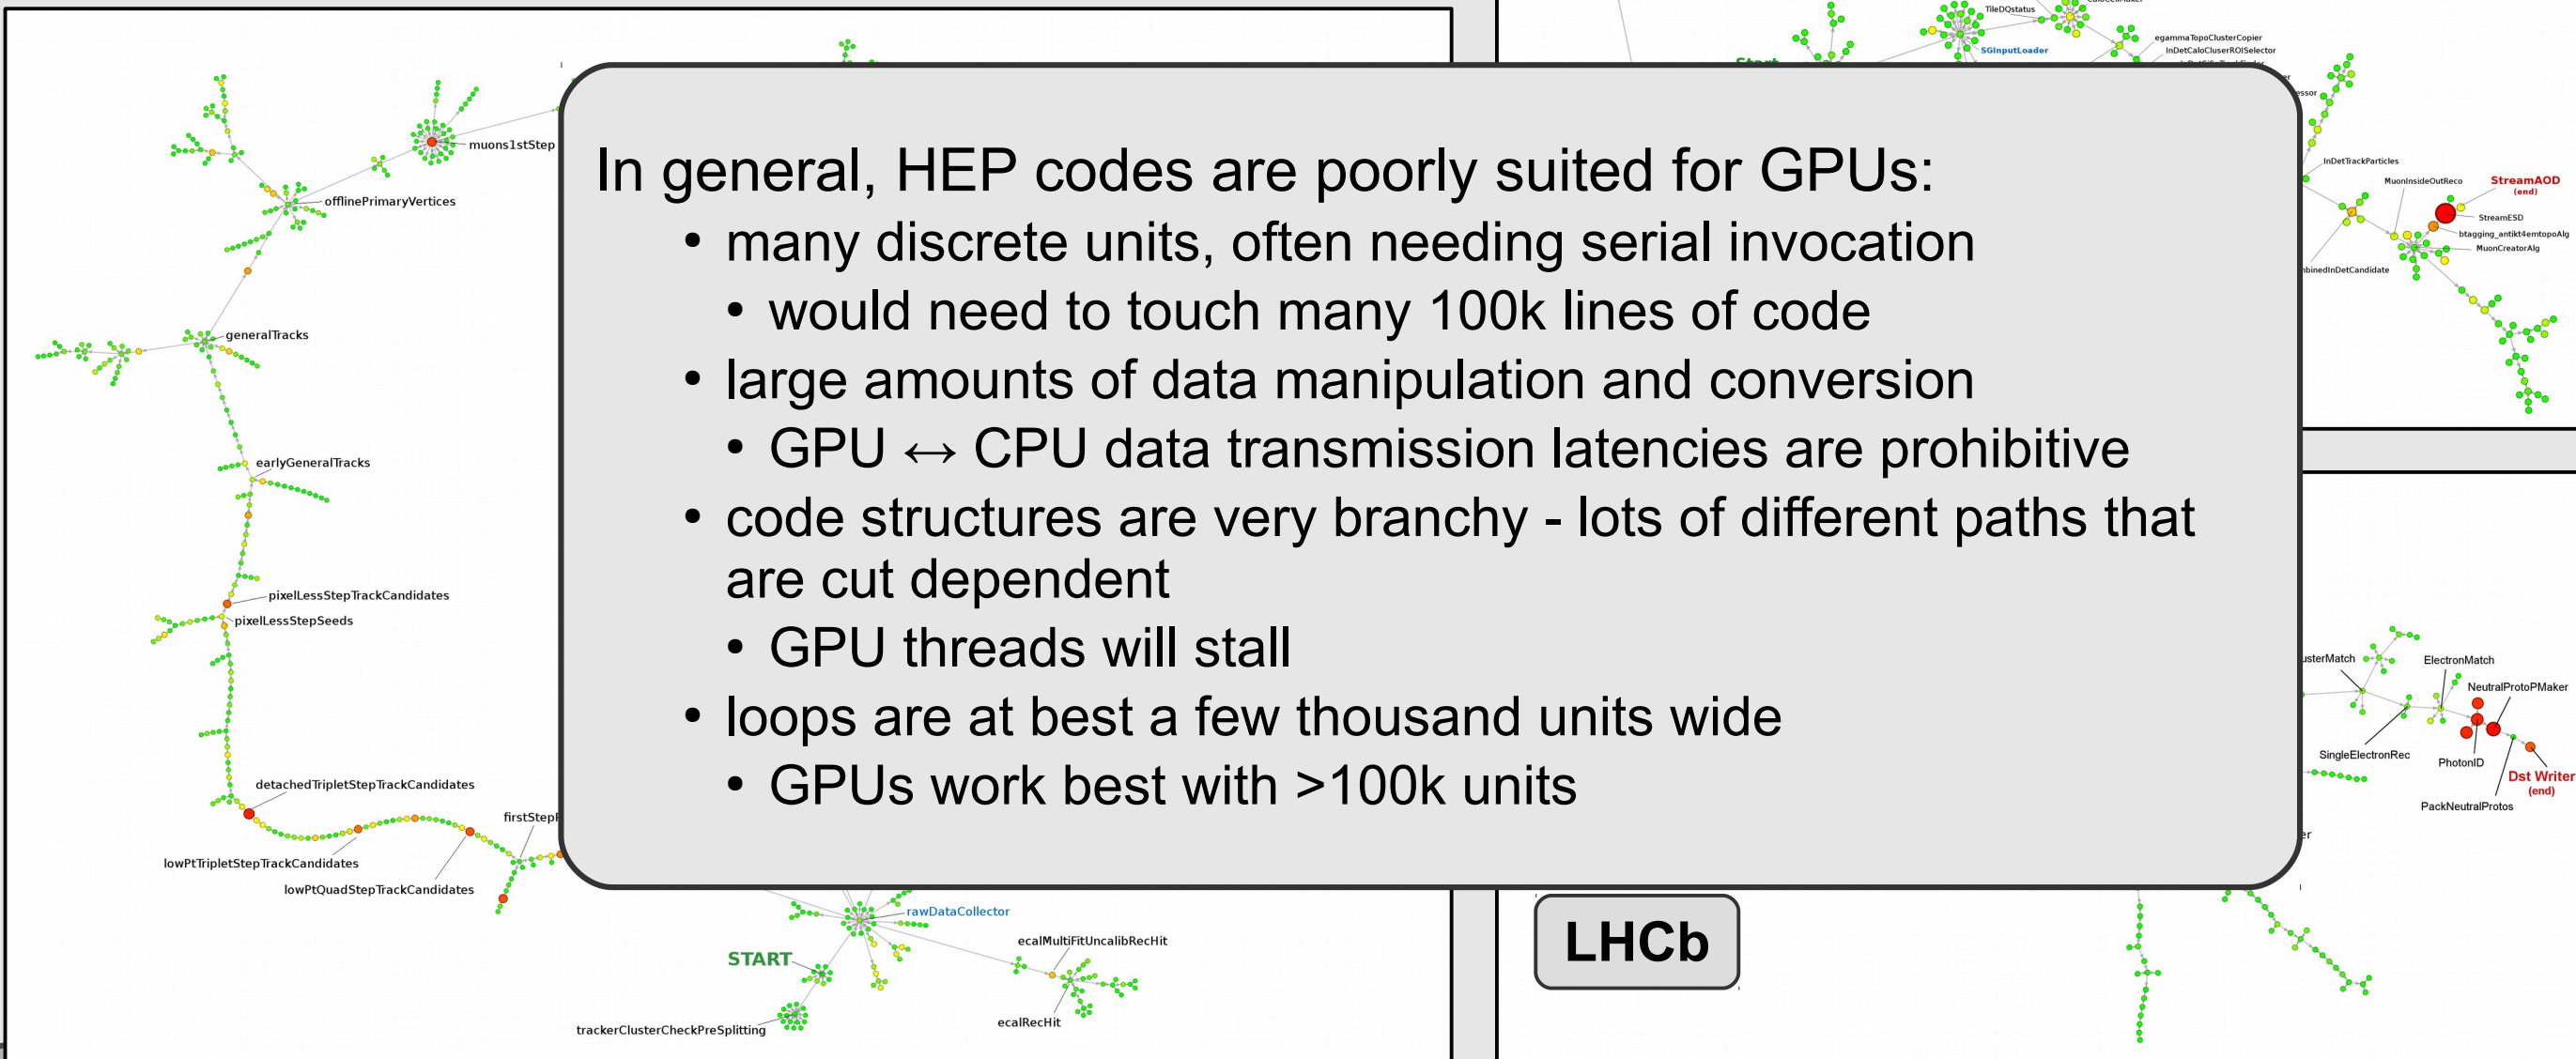 In general, HEP codes are poorly suited for GPUs:
• many discrete units, often needing serial invocation
• would need to touch many 100k lines of code
• large amounts of data manipulation and conversion
• GPU ↔ CPU data transmission latencies are prohibitive
• code structures are very branchy - lots of different paths that
are cut dependent
• GPU threads will stall
• loops are at best a few thousand units wide
• GPUs work best with >100k units
muons1stStep
offlinePrimaryVertices
generalTracks
earlyGeneralTracks
pixelLessStepTrackCandidates
pixelLessStepSeeds
detachedTripletStepTrackCandidates
lowPtTripletStepTrackCandidates
lowPtQuadStepTrackCandidates
rawDataCollector
START
ecalMultiFitUncalibRecHit
ecalRecHit
trackerClusterCheckPreSplitting
TileDQstatus
SGInputLoader
egammaTopoClusterCopier
InDetCaloCluserROISelector
InDetTrackParticles
MuonInsideOutReco
StreamAOD
(end)
StreamESD
btagging_antikt4emtopoAlg
MuonCreatorAlg
LHCb
ElectronMatch
NeutralProtoPMaker
SingleElectronRec
PhotonID
Dst Writer
(end)
PackNeutralProtos